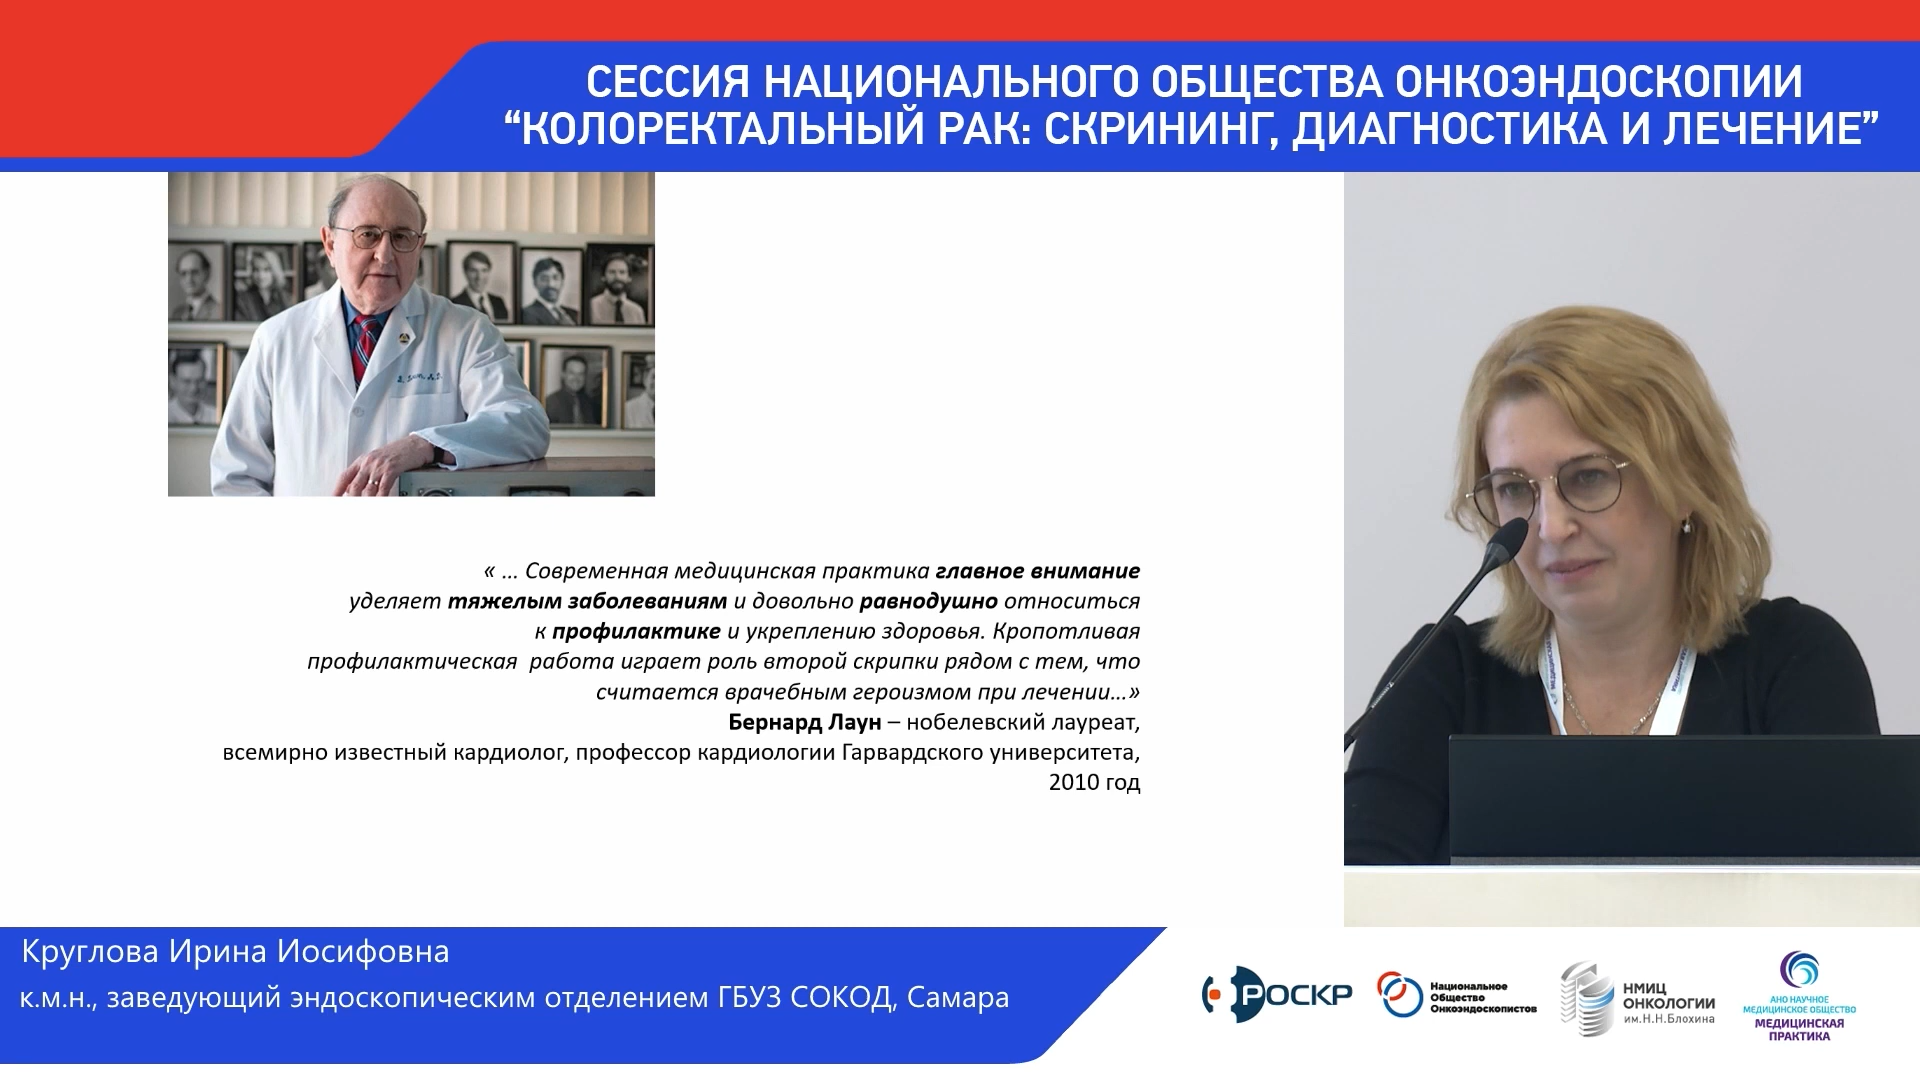 СЕССИЯ НАЦИОНАЛЬНОГО ОБЩЕСТВА ОНКОЭНДОСКОПИИ
“КОЛОРЕКТАЛЬНЫЙ РАК: СКРИНИНГ, ДИАГНОСТИКА И ЛЕЧЕНИЕ”
« ... Современная медицинская практика главное внимание
уделяет тяжелым заболеваниям и довольно равнодушно относиться
к профилактике и укреплению здоровья. Кропотливая
профилактическая работа играет роль второй скрипки рядом с тем, что
считается врачебным героизмом при лечении...»
Бернард Лаун – нобелевский лауреат,
всемирно известный кардиолог, профессор кардиологии Гарвардского университета,
2010 год
Круглова Ирина Иосифовна
к.м.н., заведующий эндоскопическим отделением ГБУЗ СОКОД, Самара
РОСКР
Национальное
Общество
Онкоэндоскопистов
НМИЦ
ОНКОЛОГИИ
им.Н.Н.Блохина
АНО НАУЧНОЕ
МЕДИЦИНСКОЕ ОБЩЕСТВО
МЕДИЦИНСКАЯ
ПРАКТИКА